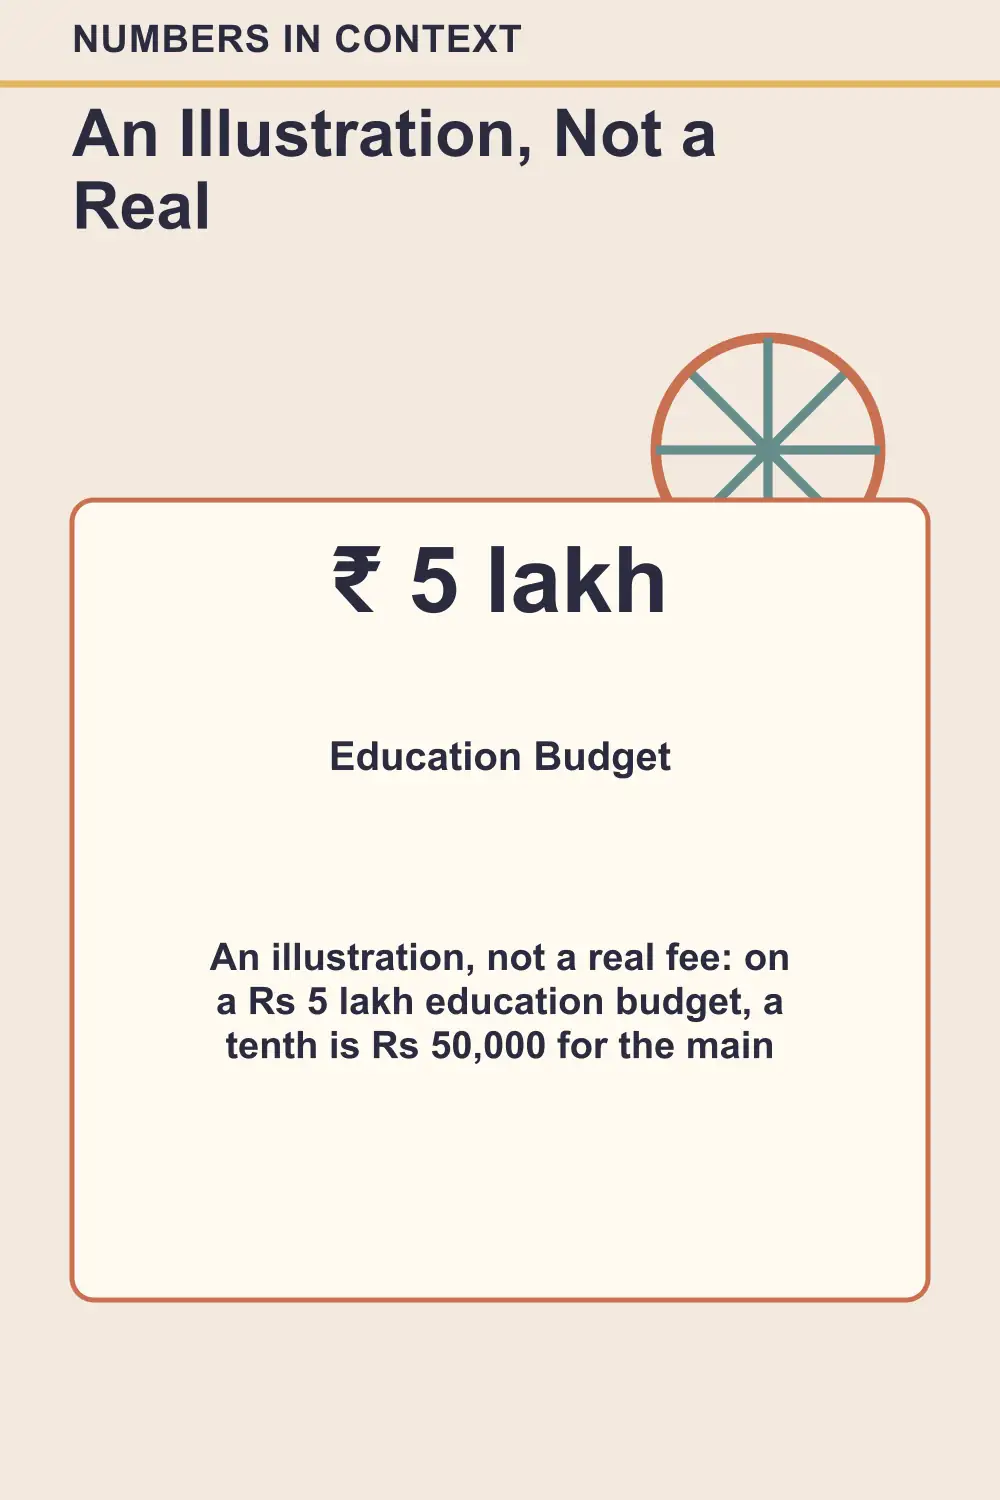 NUMBERS IN CONTEXT
An Illustration, Not a
Real
₹ 5 lakh
Education Budget
An illustration, not a real fee: on
a Rs 5 lakh education budget, a
tenth is Rs 50,000 for the main